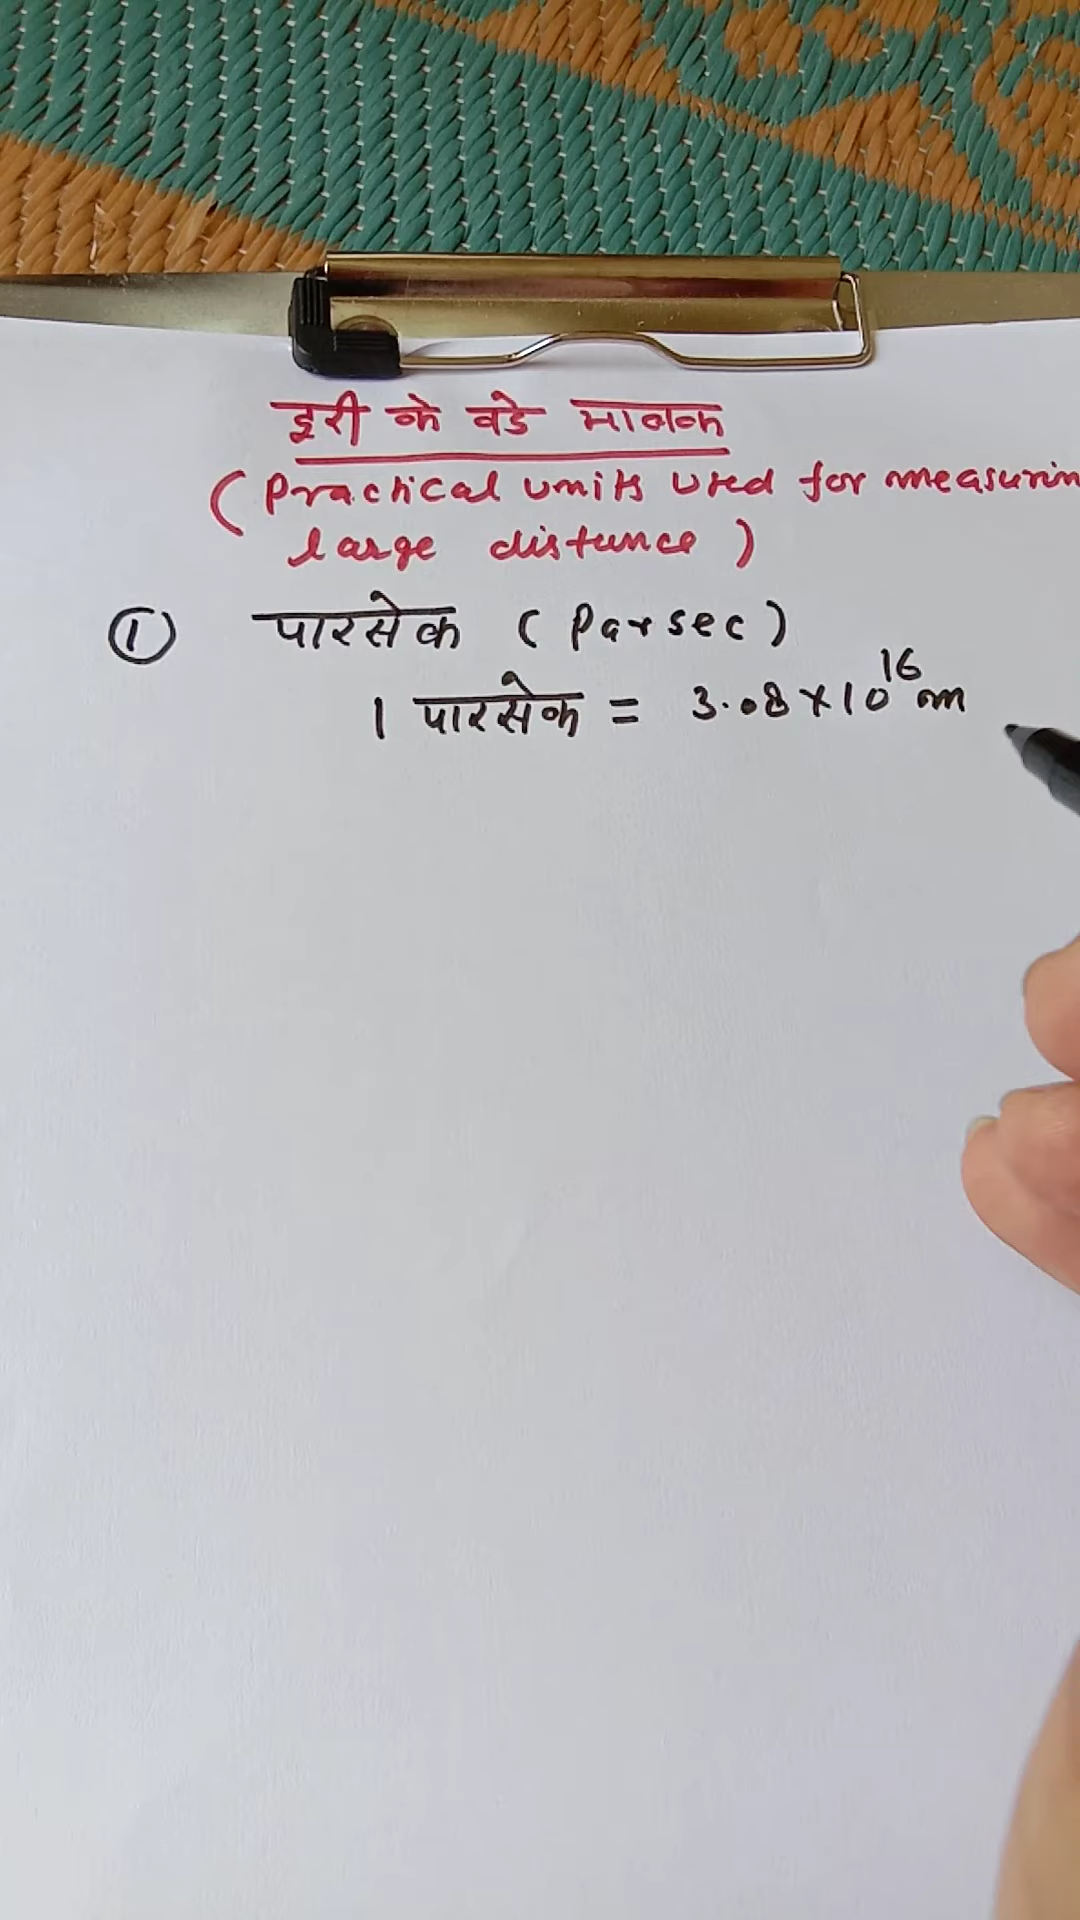 दूरी के बडे मात्रक
(Practical units used for measurin
large distance)
① पारसेक (Parsec)
1 पारसेक = 3.08×10¹⁶ m